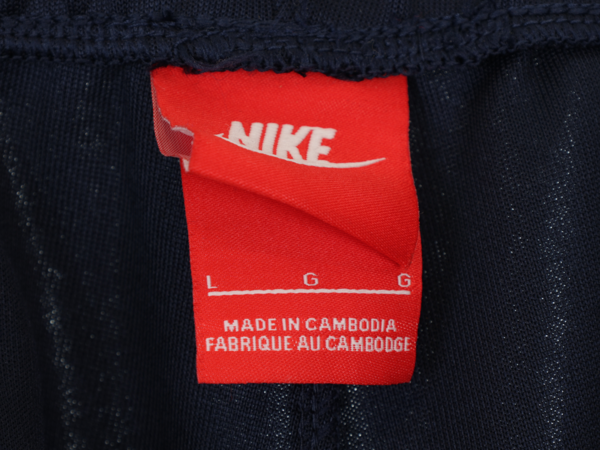 NIKE
L G G
MADE IN CAMBODIA
FABRIQUE AU CAMBODGE